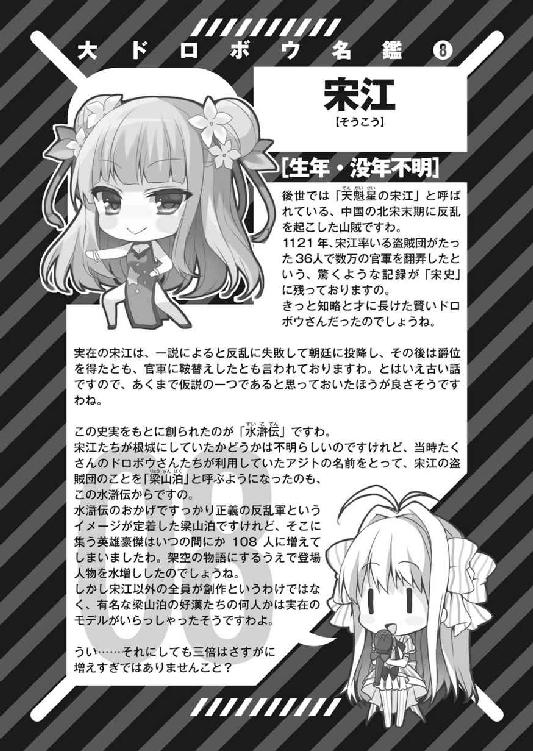 大ドロボウ名鑑 8
宋江
【そうこう】
[生年・没年不明]
後世では「天魁星の宋江」と呼ば
れている、中国の北宋末期に反乱
を起こした山賊ですわ。
1121年、宋江率いる盗賊団がたっ
た36人で数万の官軍を翻弄したと
いう、驚くような記録が「宋史」
に残っておりますの。
きっと知略と才に長けた賢いドロ
ボウさんだったのでしょうね。
実在の宋江は、一説によると反乱に失敗して朝廷に投降し、その後は爵位
を得たとも、官軍に鞍替えしたとも言われておりますわ。とはいえ古い話
ですので、あくまで仮説の一つであると思っておいたほうが良さそうです
わね。
この史実をもとに創られたのが「水滸伝」ですわ。
宋江たちが根城にしていたかどうかは不明らしいのですけれど、当時たく
さんのドロボウさんたちが利用していたアジトの名前をとって、宋江の盗
賊団のことを「梁山泊」と呼ぶようになったのも、
この水滸伝からですの。
水滸伝のおかげですっかり正義の反乱軍という
イメージが定着した梁山泊ですけれど、そこに
集う英雄豪傑はいつの間にか 108 人に増えて
しまいましたわ。架空の物語にするうえで登場
人物を水増ししたのでしょうね。
しかし宋江以外の全員が創作というわけではな
く、有名な梁山泊の好漢たちの何人かは実在の
モデルがいらっしゃったそうですわよ。
うい……それにしても三倍はさすがに
増えすぎではありませんこと？